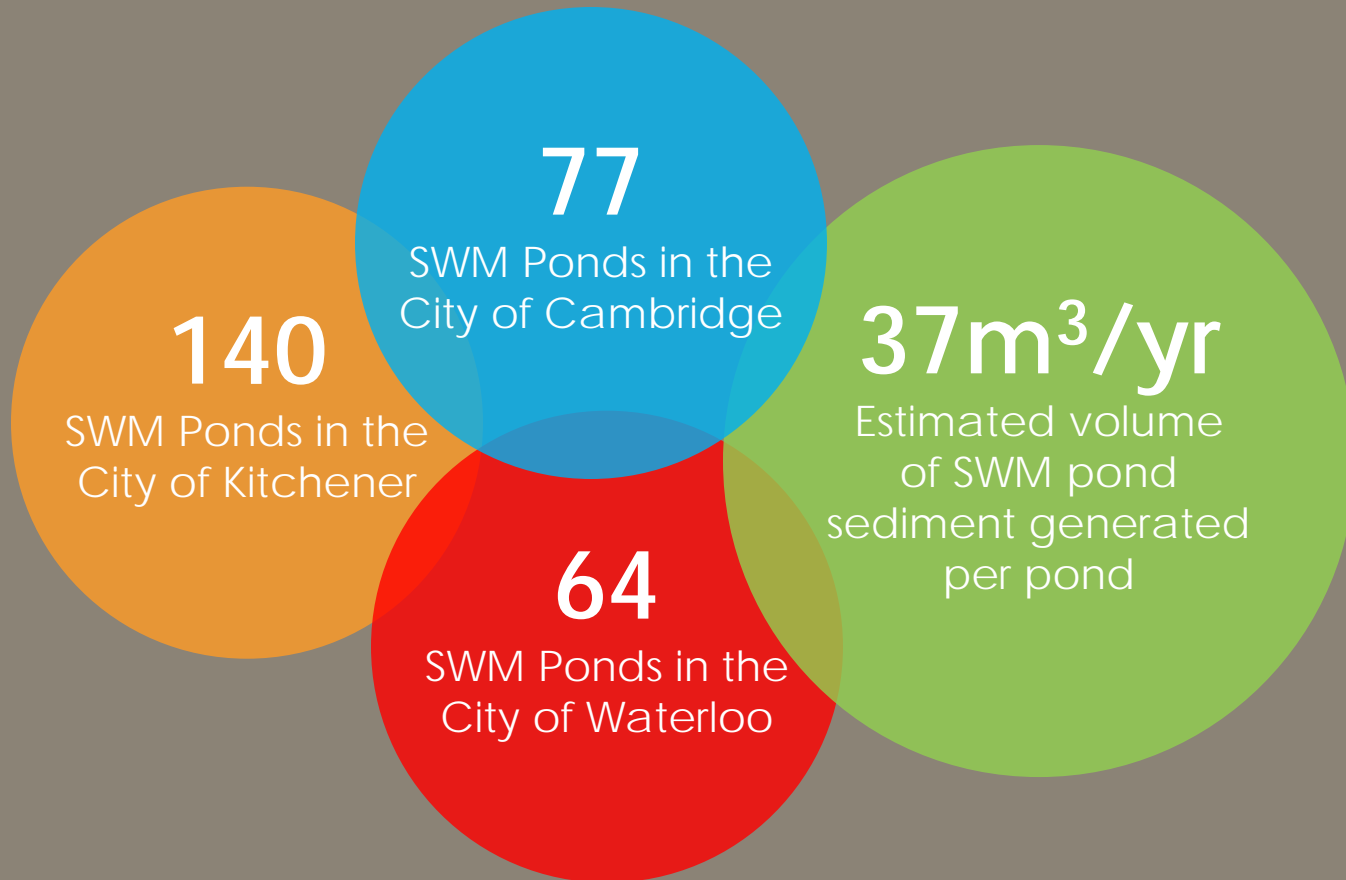 77
SWM Ponds in the
City of Cambridge
140
SWM Ponds in the
City of Kitchener
37m³/yr
Estimated volume
of SWM pond
sediment generated
per pond
64
SWM Ponds in the
City of Waterloo